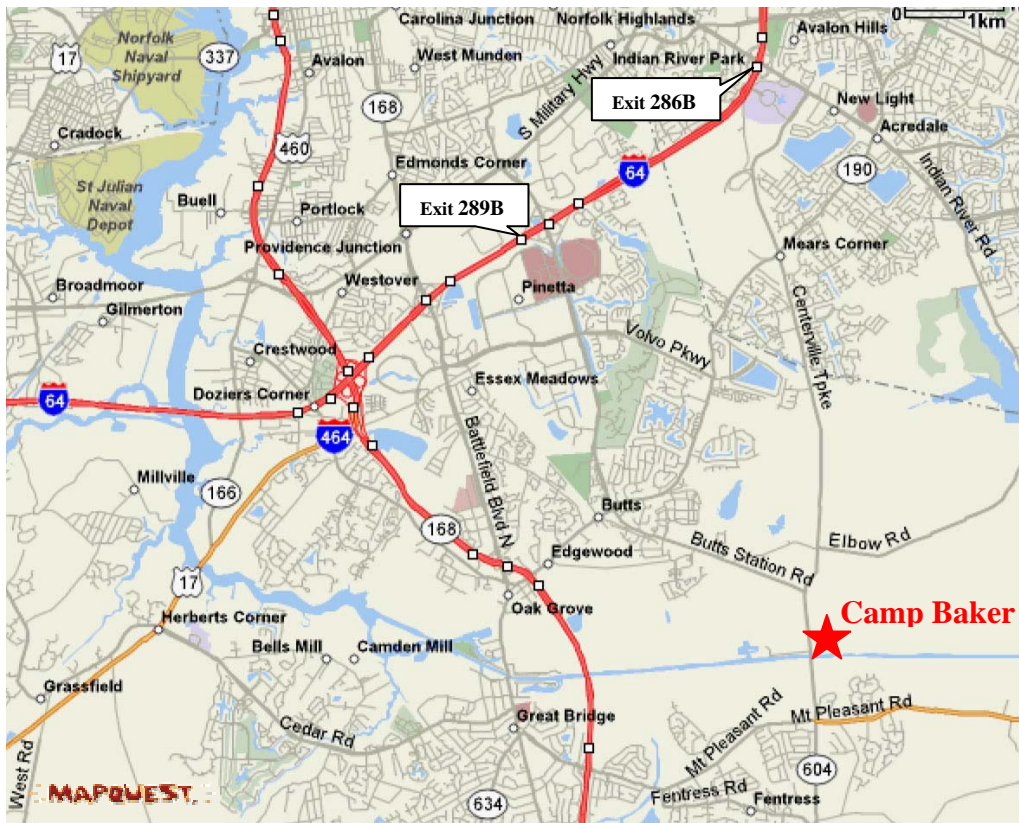 Carolina Junction
Norfolk Highlands
Avalon Hills
0
1km
17
Norfolk
Naval
Shipyard
337
Avalon
West Munden
Indian River Park
S Military Hwy
Exit 286B
New Light
168
Cradock
460
Acredale
Edmonds Corner
64
190
St Julian
Naval
Depot
Buell
Portlock
Exit 289B
Indian River Rd
Providence Junction
Mears Corner
Westover
Broadmoor
Pinetta
Gilmerton
Centerville Tpke
Volvo Pkwy
Crestwood
Essex Meadows
64
Doziers Corner
464
Battlefield Blvd N
Millville
166
Butts
168
Elbow Rd
Edgewood
Butts Station Rd
17
Oak Grove
Camp Baker
Herberts Corner
Bells Mill
Camden Mill
Grassfield
Great Bridge
Mt Pleasant Rd
Mt Pleasant Rd
Cedar Rd
West Rd
604
MAPQUEST
634
Fentress Rd
Fentress